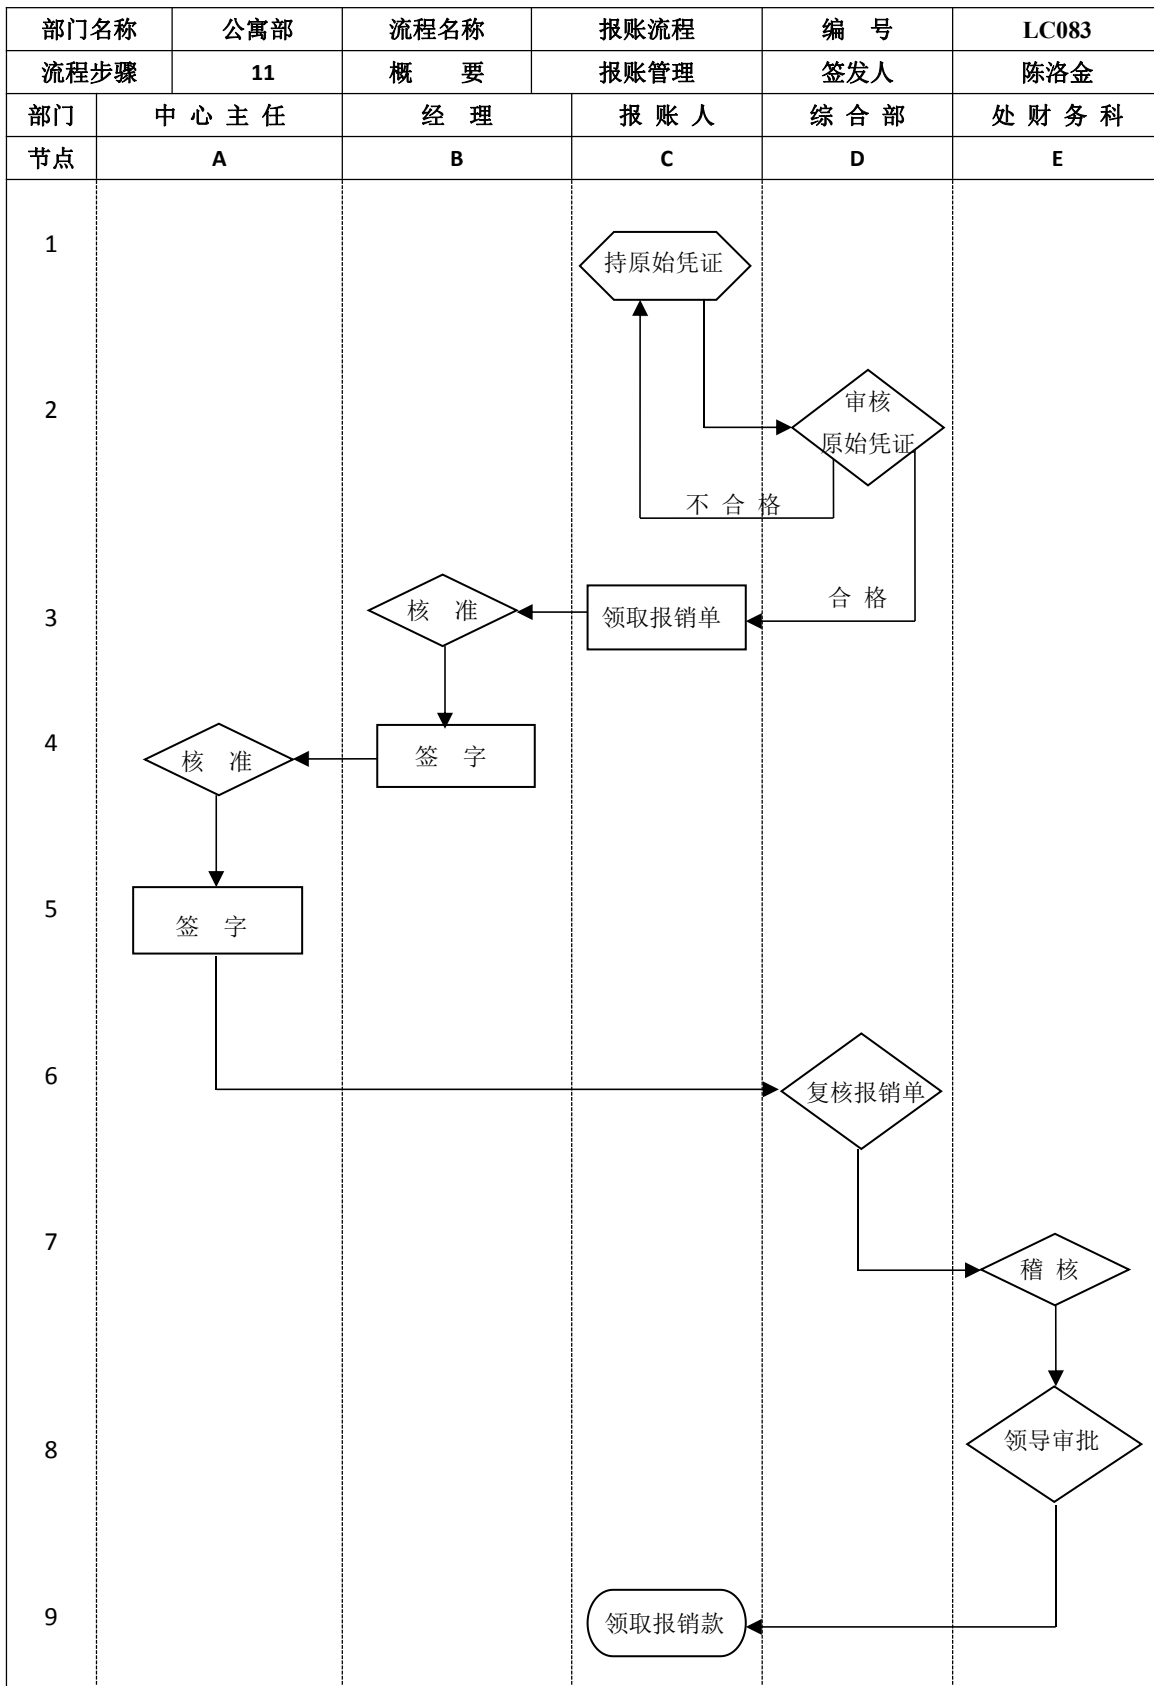 部门名称 公寓部 流程名称 报账流程 编 号 LC083
流程步骤 11 概 要 报账管理 签发人 陈洛金
部门 中 心 主 任 经 理 报 账 人 综 合 部 处 财 务 科
节点 A B C D E
1
持原始凭证
2
审核
原始凭证
不 合 格
3
核 准
领取报销单
合 格
4
核 准
签 字
5
签 字
6
复核报销单
7
稽 核
8
领导审批
9
领取报销款